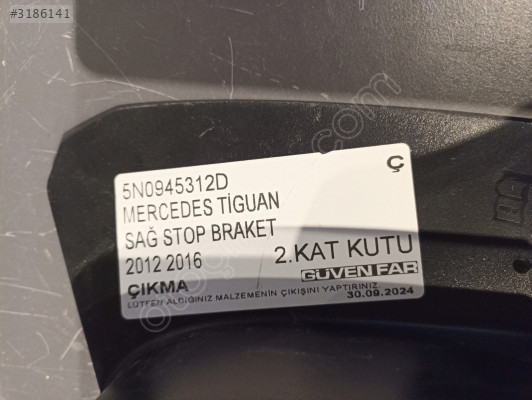 #3186141
5N0945312D
Ç
MERCEDES TİGUAN
SAĞ STOP BRAKET
2012 2016
2.KAT KUTU
ÇIKMA
GÜVEN FAR
LÜTFEN ALDIĞINIZ MALZEMENİN ÇIKIŞINI YAPTIRINIZ
30.09.2024